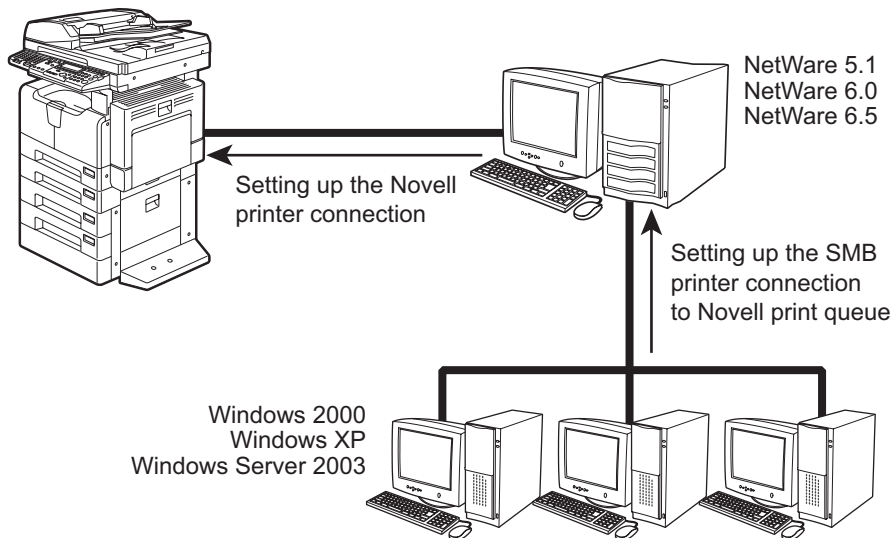 NetWare 5.1
NetWare 6.0
NetWare 6.5
Setting up the Novell
printer connection
Setting up the SMB
printer connection
to Novell print queue
Windows 2000
Windows XP
Windows Server 2003